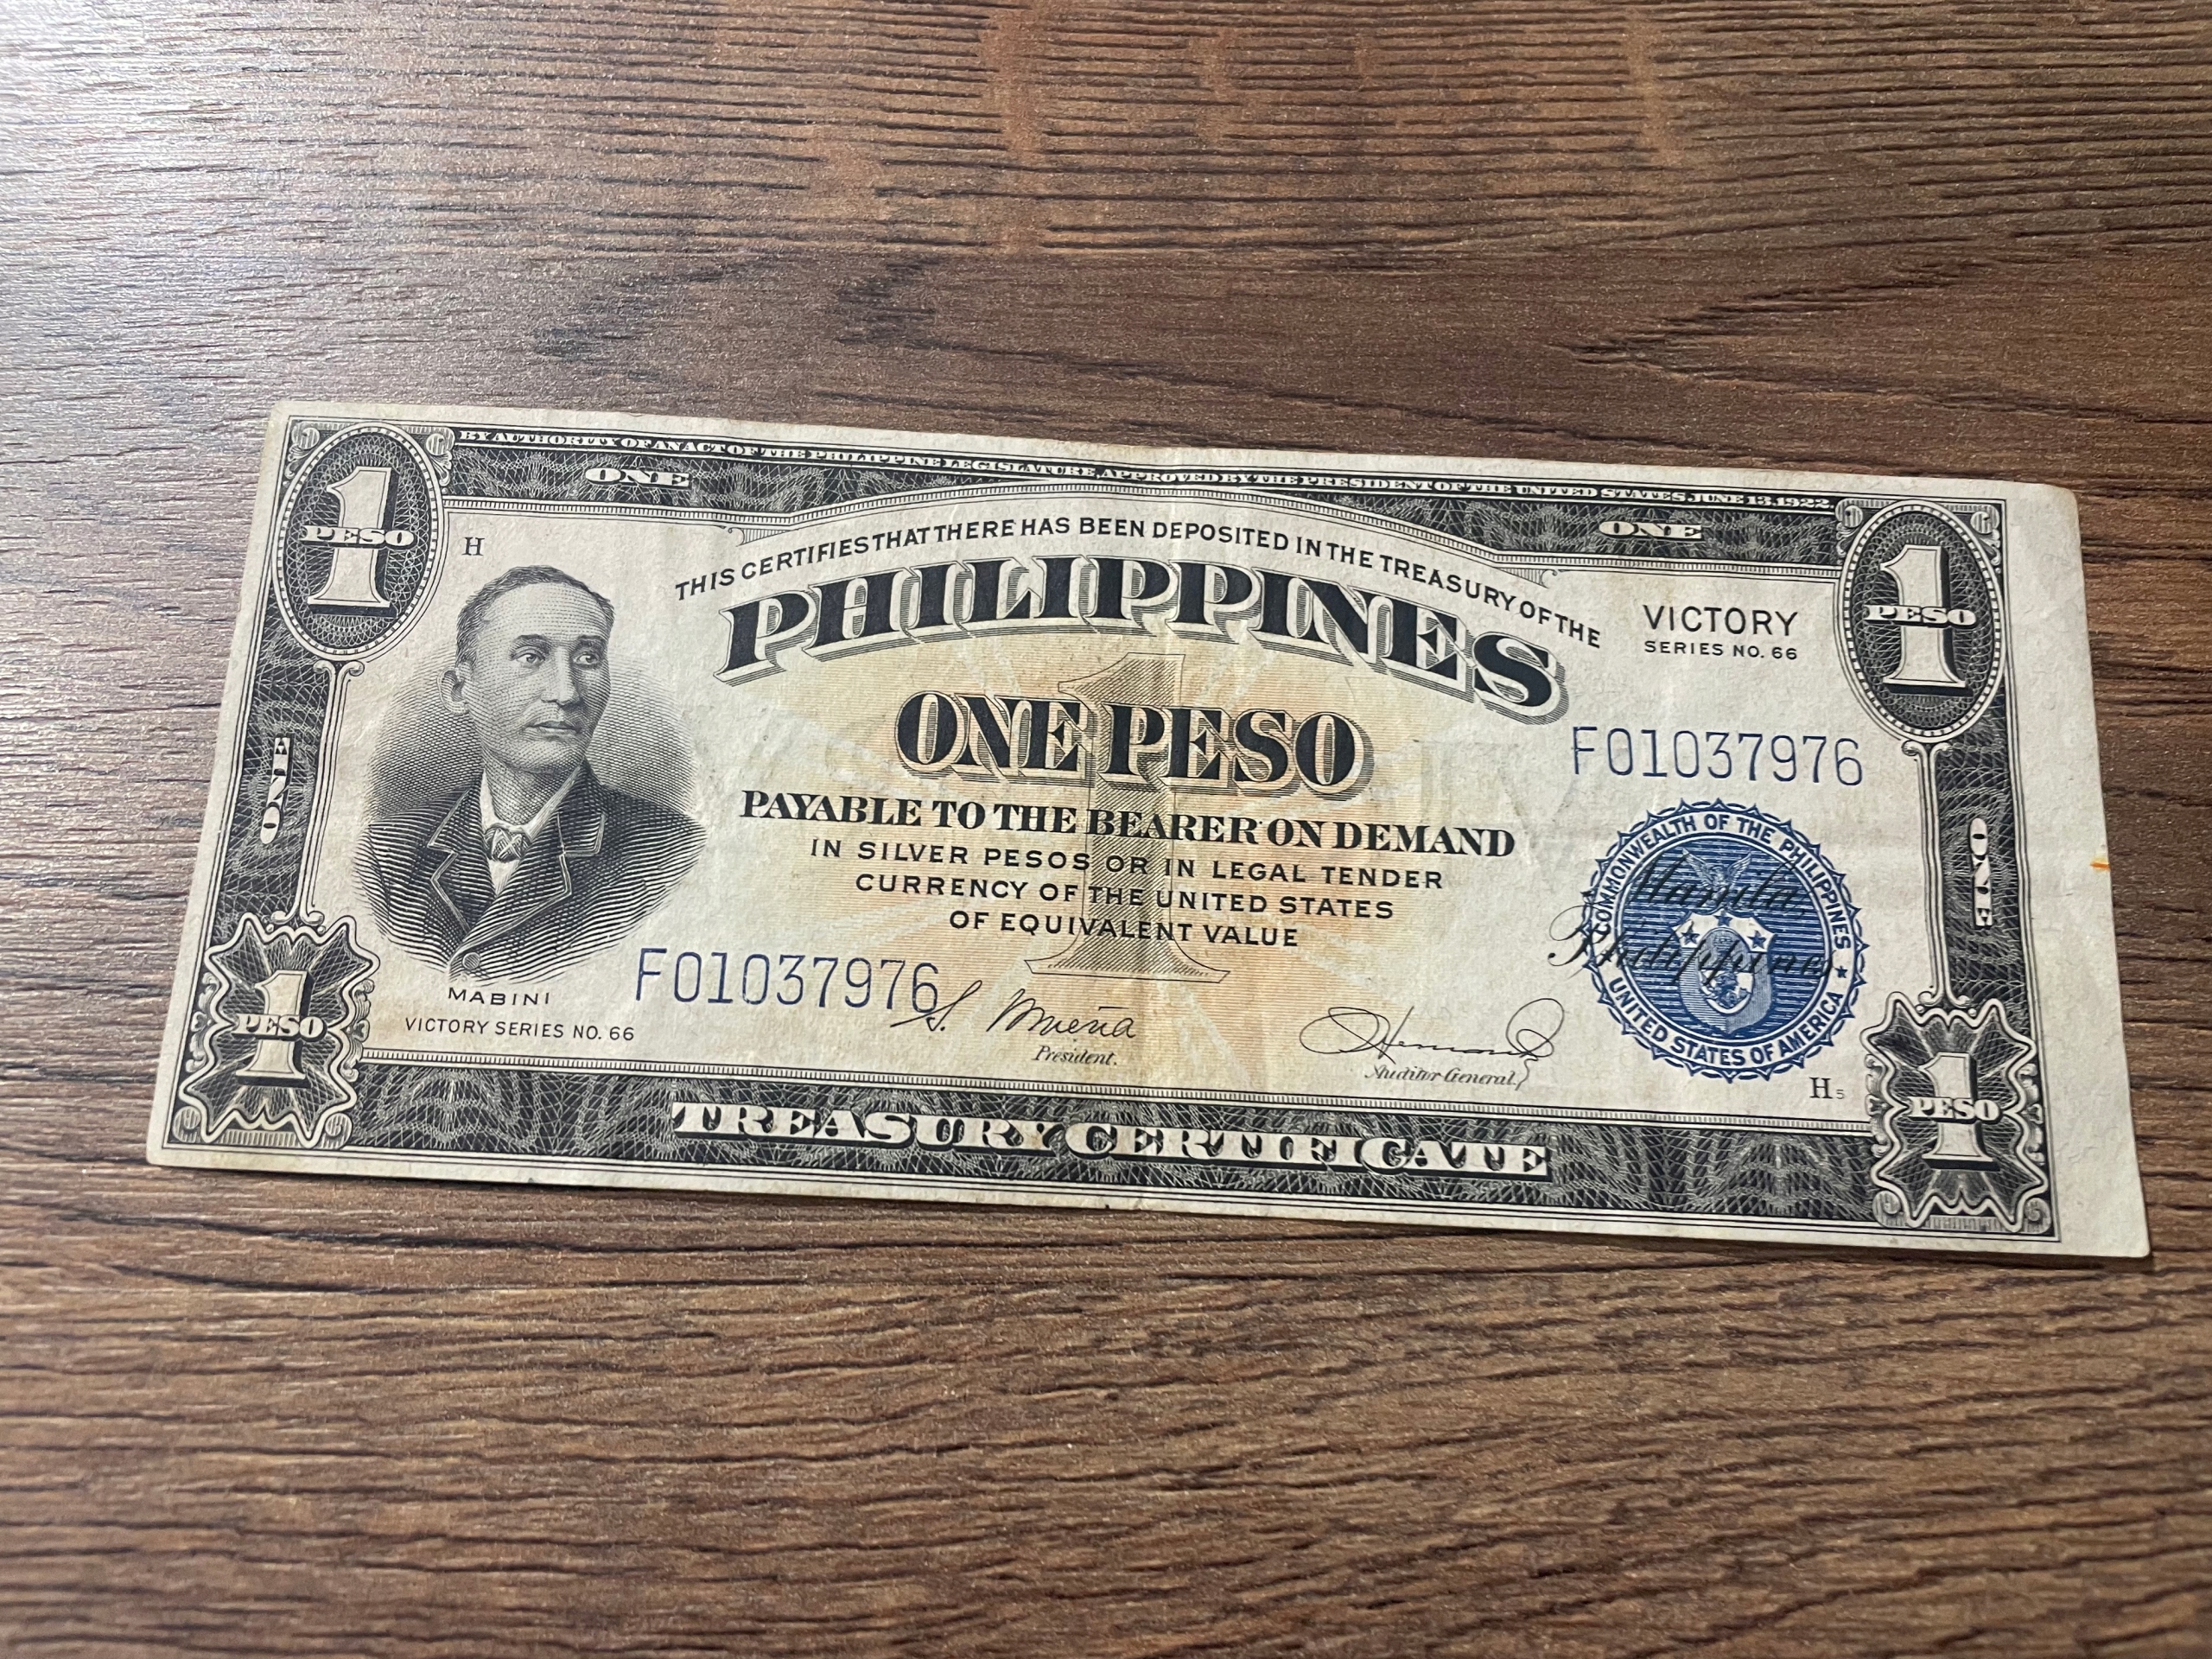 BY AUTHORITY OF AN ACT OF THE PHILIPPINE LEGISLATURE, APPROVED BY THE PRESIDENT OF THE UNITED STATES, JUNE 13, 1922
ONE
ONE
1
PESO
1
PESO
H
THIS CERTIFIES THAT THERE HAS BEEN DEPOSITED IN THE TREASURY OF THE
PHILIPPINES
VICTORY
SERIES NO. 66
1
ONE PESO
F01037976
PAYABLE TO THE BEARER ON DEMAND
IN SILVER PESOS OR IN LEGAL TENDER
CURRENCY OF THE UNITED STATES
OF EQUIVALENT VALUE
ONE
ONE
COMMONWEALTH OF THE PHILIPPINES
Manila,
Philippines
UNITED STATES OF AMERICA
F01037976
MABINI
VICTORY SERIES NO. 66
S. Osmeña
President.
Auditor General.
H5
1
PESO
1
PESO
TREASURY CERTIFICATE